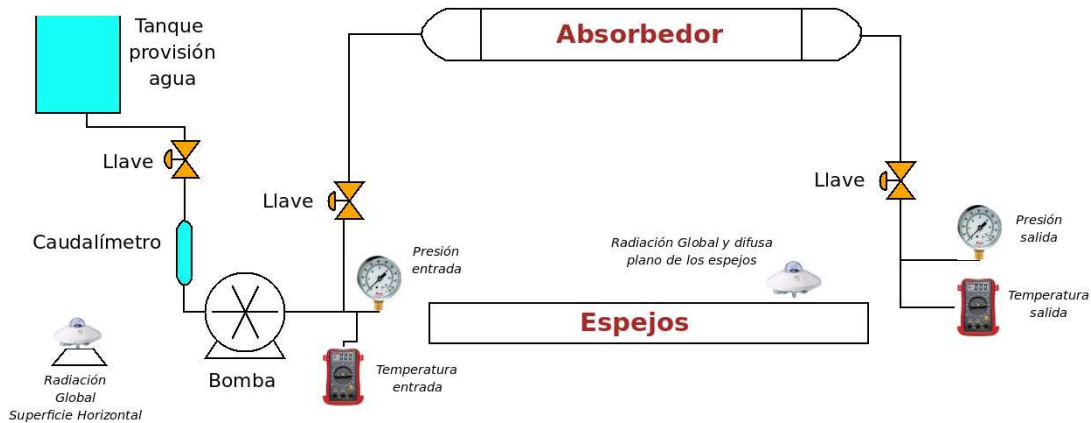 Tanque
provisión
agua
Absorbedor
Llave
Llave
Llave
Caudalímetro
Presión
entrada
Radiación Global y difusa
plano de los espejos
Presión
salida
Temperatura
salida
Espejos
Bomba
Temperatura
entrada
Radiación
Global
Superficie Horizontal